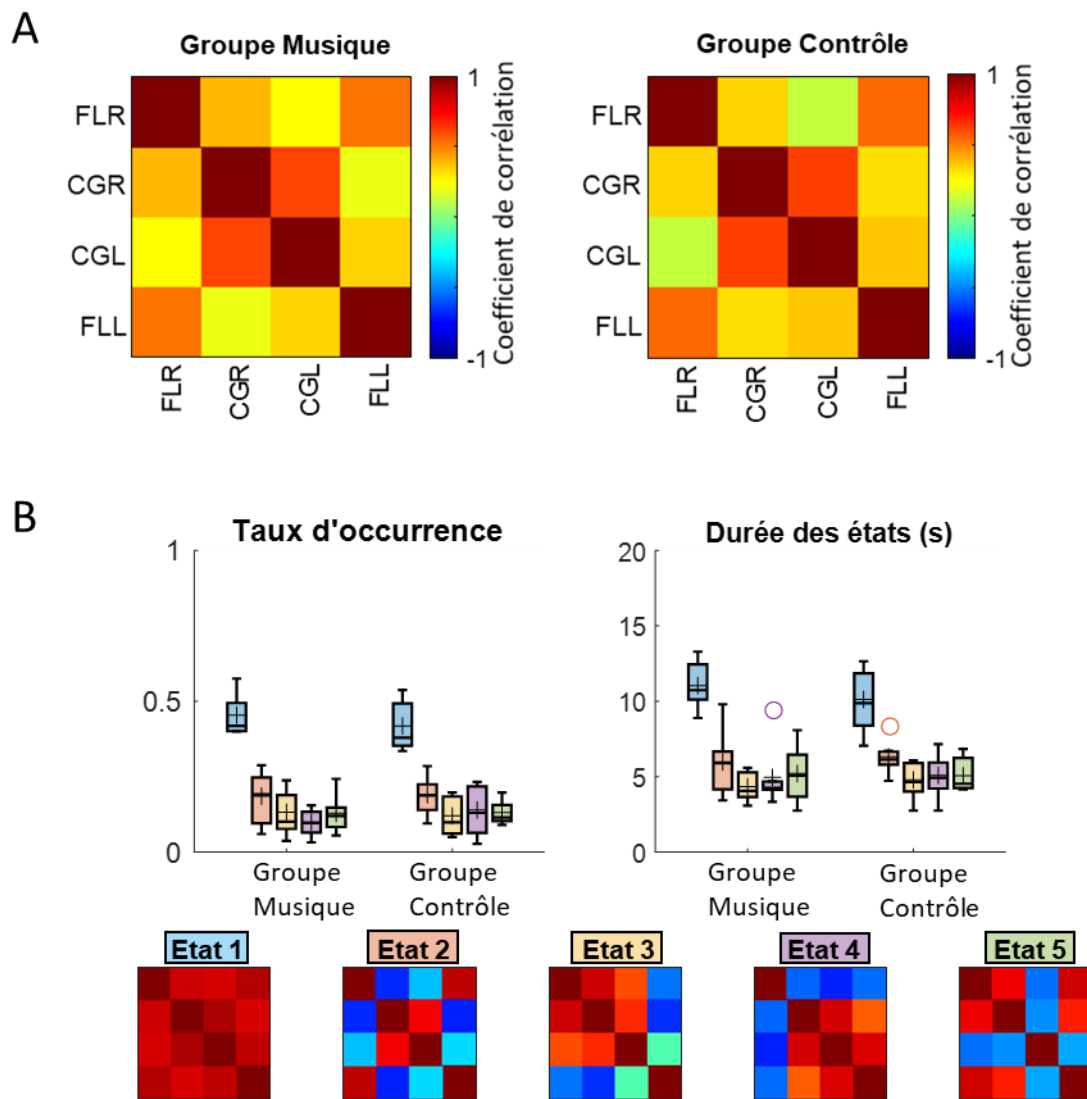 A
Groupe Musique
Groupe Contrôle
FLR
CGR
CGL
FLL
FLR
CGR
CGL
FLL
1
-1
Coefficient de corrélation
FLR
CGR
CGL
FLL
FLR
CGR
CGL
FLL
1
-1
Coefficient de corrélation
B
Taux d'occurrence
1
0.5
0
Groupe Musique
Groupe Contrôle
Durée des états (s)
20
15
10
5
0
Groupe Musique
Groupe Contrôle
Etat 1
Etat 2
Etat 3
Etat 4
Etat 5